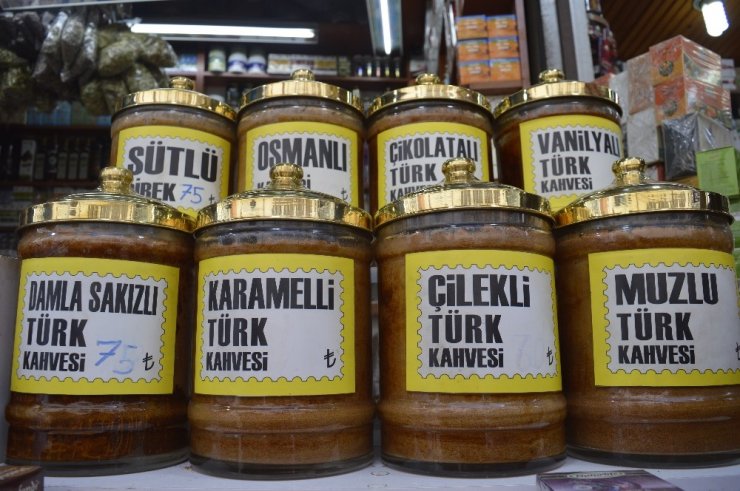 SÜTLÜ
75
OSMANLI
ÇİKOLATALI
TÜRK
KAHVESİ
VANİLYALI
TÜRK
KAHVESİ
DAMLA SAKIZLI
TÜRK
KAHVESİ 75 ₺
KARAMELLİ
TÜRK
KAHVESİ ₺
ÇİLEKLİ
TÜRK
KAHVESİ ₺
MUZLU
TÜRK
KAHVESİ ₺